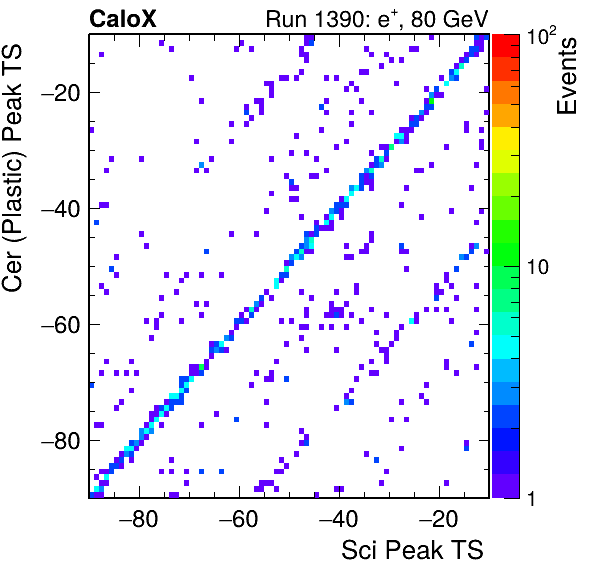 CaloX Run 1390: e+, 80 GeV
10²
Events
Cer (Plastic) Peak TS
−20
−40
10
−60
−80
1
−80 −60 −40 −20
Sci Peak TS